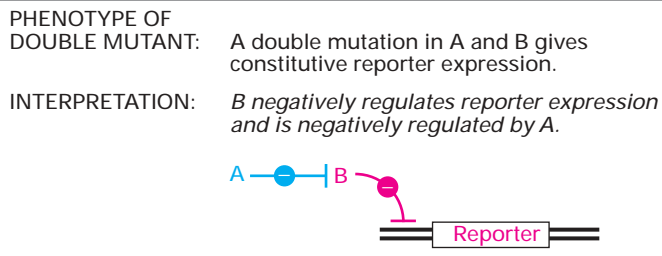 PHENOTYPE OF
DOUBLE MUTANT: A double mutation in A and B gives
constitutive reporter expression.
INTERPRETATION: B negatively regulates reporter expression
and is negatively regulated by A.
A – B –
Reporter